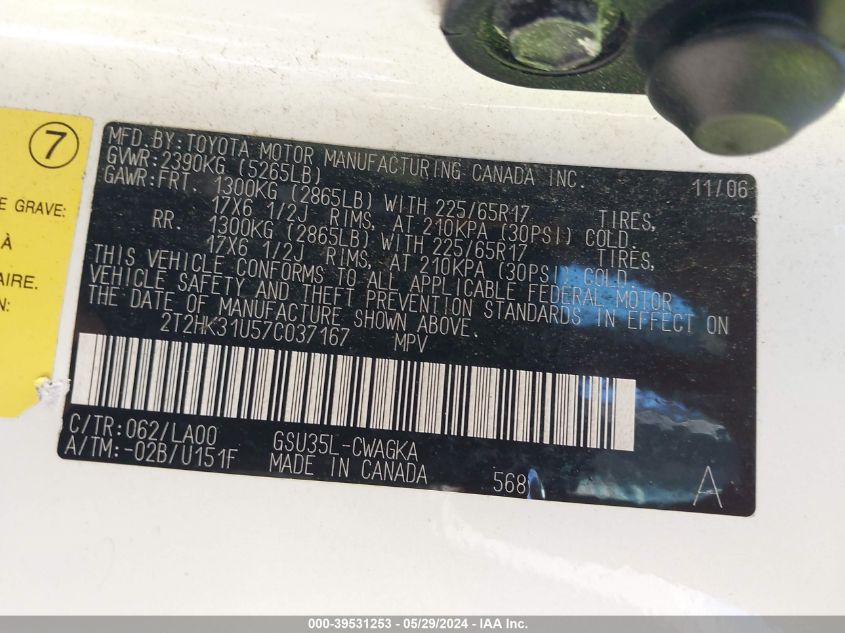 7
E GRAVE:
À
AIRE.
N:
MFD.BY:TOYOTA MOTOR MANUFACTURING CANADA INC. 11/06
GVWR:2390KG (5265LB)
GAWR:FRT. 1300KG (2865LB) WITH 225/65R17 TIRES,
17X6 1/2J RIMS, AT 210KPA (30PSI) COLD.
RR. 1300KG (2865LB) WITH 225/65R17 TIRES,
17X6 1/2J RIMS, AT 210KPA (30PSI) COLD.
THIS VEHICLE CONFORMS TO ALL APPLICABLE FEDERAL MOTOR
VEHICLE SAFETY AND THEFT PREVENTION STANDARDS IN EFFECT ON
THE DATE OF MANUFACTURE SHOWN ABOVE.
2T2HK31U57C037167 MPV
C/TR:062/LA00 GSU35L-CWAGKA
A/TM:-02B/U151F MADE IN CANADA 568 A
000-39531253 - 05/29/2024 - IAA Inc.